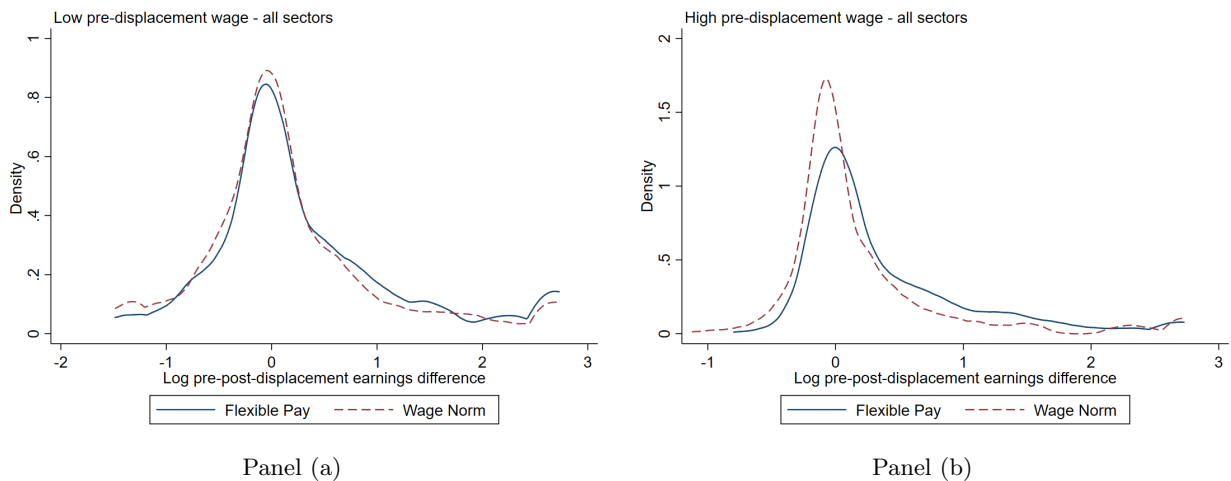 Low pre-displacement wage - all sectors
1
.8
.6
.4
.2
0
Density
-2 -1 0 1 2 3
Log pre-post-displacement earnings difference
Flexible Pay Wage Norm
Panel (a)
High pre-displacement wage - all sectors
2
1.5
1
.5
0
Density
-1 0 1 2 3
Log pre-post-displacement earnings difference
Flexible Pay Wage Norm
Panel (b)